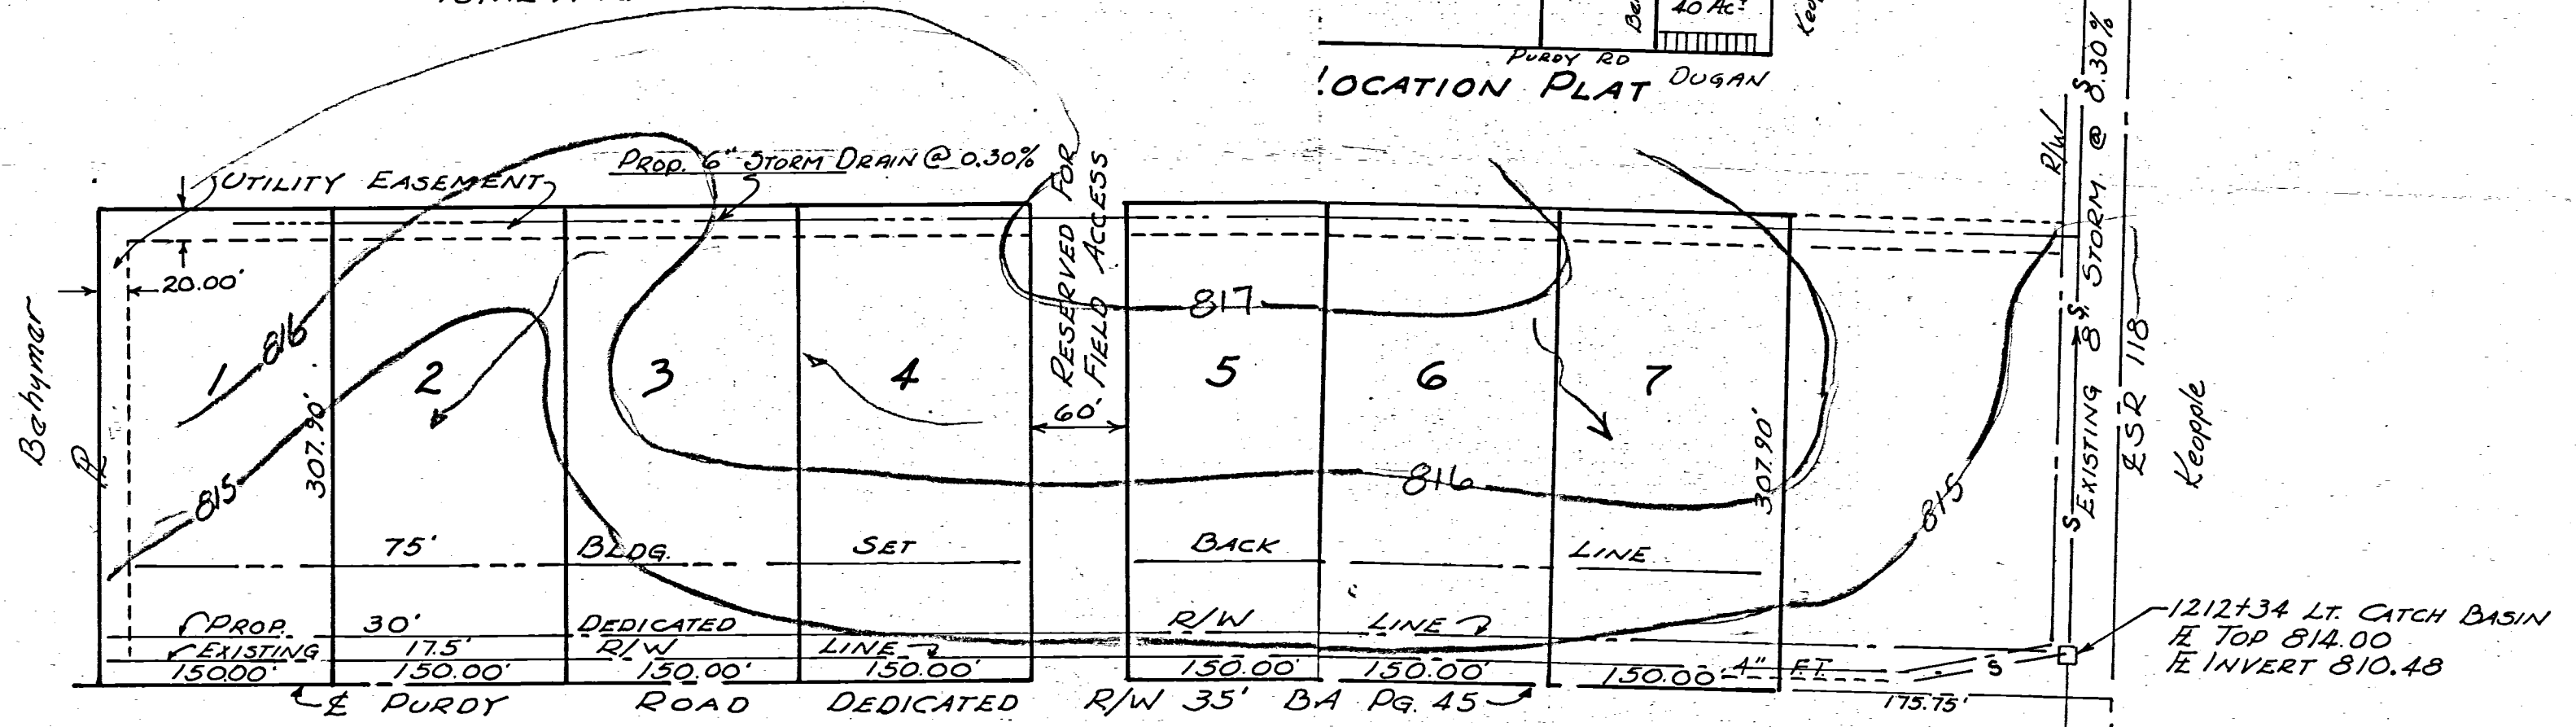 40 Ac±
PURDY RD
DUGAN
LOCATION PLAT
UTILITY EASEMENT
PROP. 6" STORM DRAIN @ 0.30%
RESERVED FOR
FIELD ACCESS
60'
R/W
EXISTING 8" STORM @ 0.30%
S
S
S
℄ SR 118
Keopple
Bahymar
PL
20.00'
816
815
817
816
815
1
2
3
4
5
6
7
307.90'
307.90'
75' BLDG. SET BACK LINE
PROP. 30' DEDICATED R/W LINE
EXISTING 17.5' R/W LINE
150.00' 150.00' 150.00' 150.00' 150.00' 150.00' 150.00'
4" F.T.
S
175.75'
℄ PURDY ROAD DEDICATED R/W 35' BA PG. 45
1212+34 LT. CATCH BASIN
TOP 814.00
INVERT 810.48